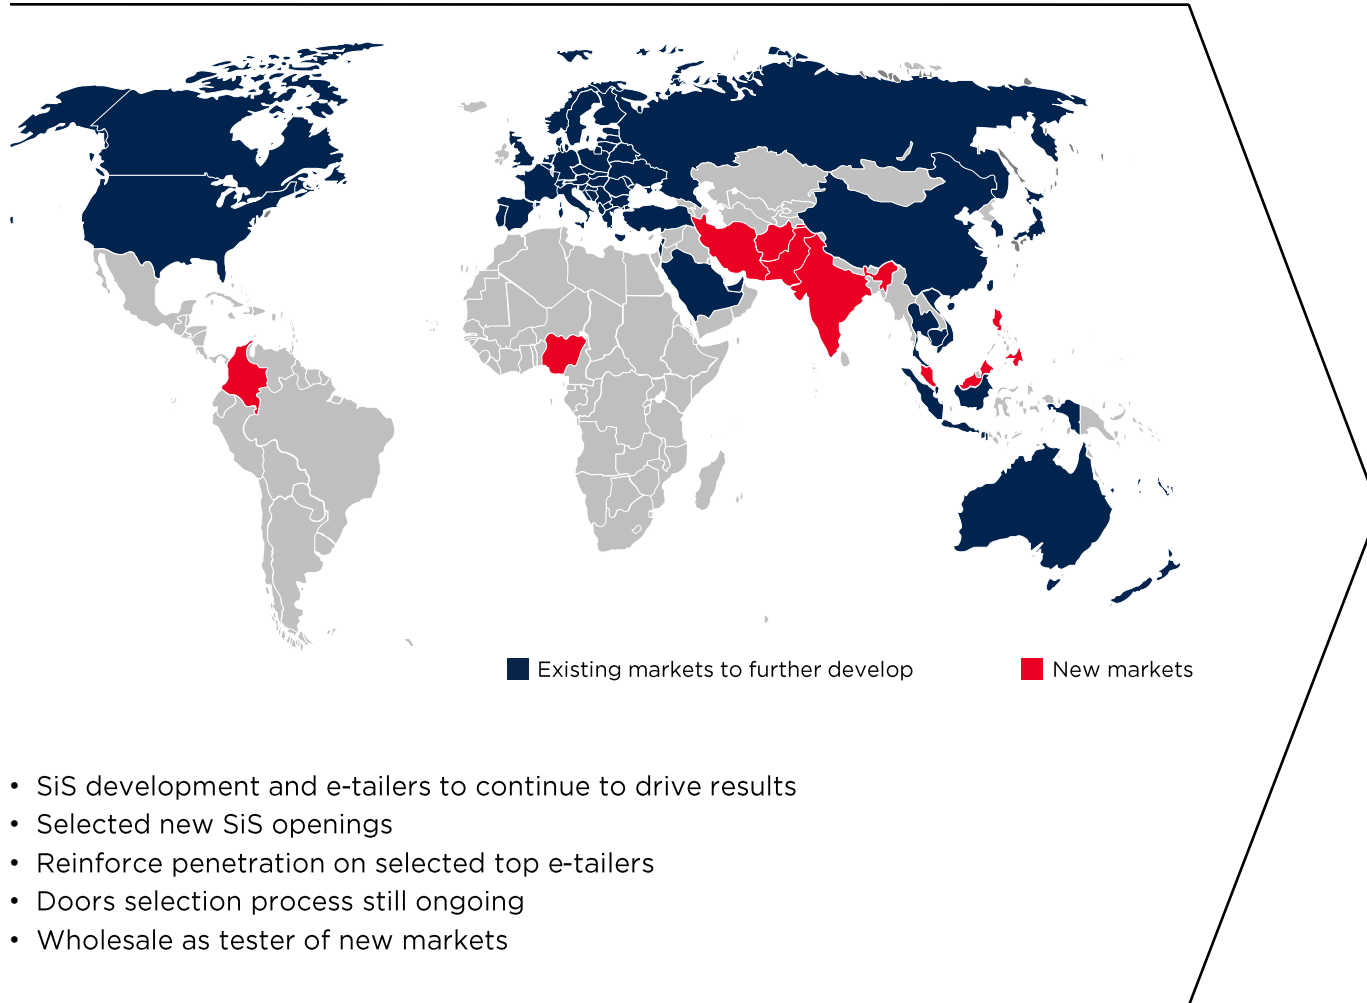 Existing markets to further develop
New markets
• SiS development and e-tailers to continue to drive results
• Selected new SiS openings
• Reinforce penetration on selected top e-tailers
• Doors selection process still ongoing
• Wholesale as tester of new markets